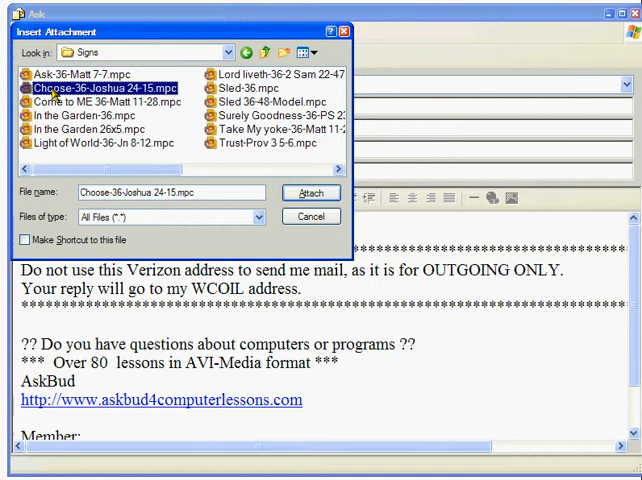 Ask
Insert Attachment
Look in: Signs
Ask-36-Matt 7-7.mpc
Choose-36-Joshua 24-15.mpc
Come to ME 36-Matt 11-28.mpc
In the Garden-36.mpc
In the Garden 26x5.mpc
Light of World-36-Jn 8-12.mpc
Lord liveth-36-2 Sam 22-47
Sled-36.mpc
Sled 36-48-Model.mpc
Surely Goodness-36-PS 23
Take My yoke-36-Matt 11-2
Trust-Prov 3 5-6.mpc
File name: Choose-36-Joshua 24-15.mpc Attach
Files of type: All Files (*.*) Cancel
Make Shortcut to this file
Do not use this Verizon address to send me mail, as it is for OUTGOING ONLY.
Your reply will go to my WCOIL address.
************************************************************
?? Do you have questions about computers or programs ??
*** Over 80 lessons in AVI-Media format ***
AskBud
http://www.askbud4computerlessons.com
Member: